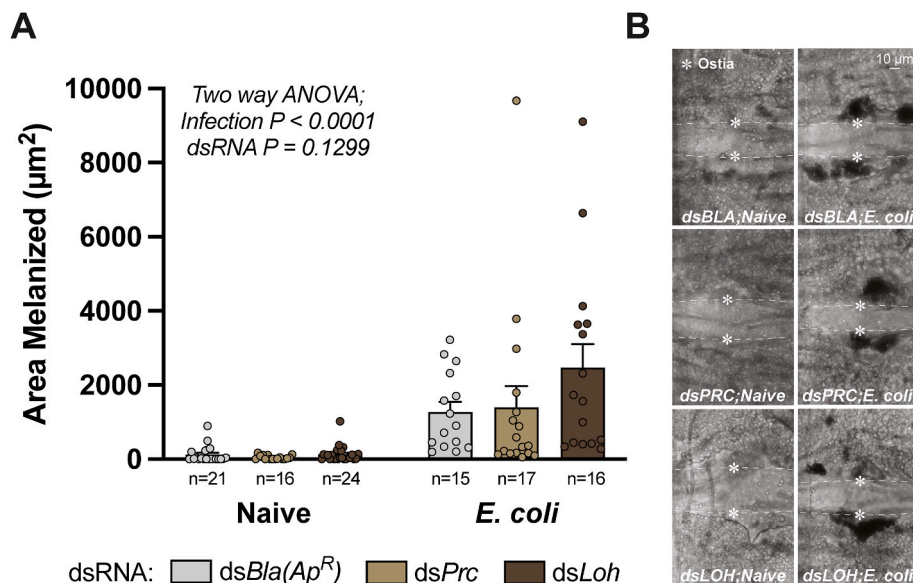 A
Area Melanized (µm²)
10000
8000
6000
4000
2000
0
Two way ANOVA;
Infection P < 0.0001
dsRNA P = 0.1299
n=21 n=16 n=24 n=15 n=17 n=16
Naive E. coli
dsRNA: dsBla(Apᴿ) dsPrc dsLoh
B
* Ostia 10 µm
* *
* *
dsBLA;Naive dsBLA;E. coli
* *
* *
dsPRC;Naive dsPRC;E. coli
* *
* *
dsLOH;Naive dsLOH;E. coli